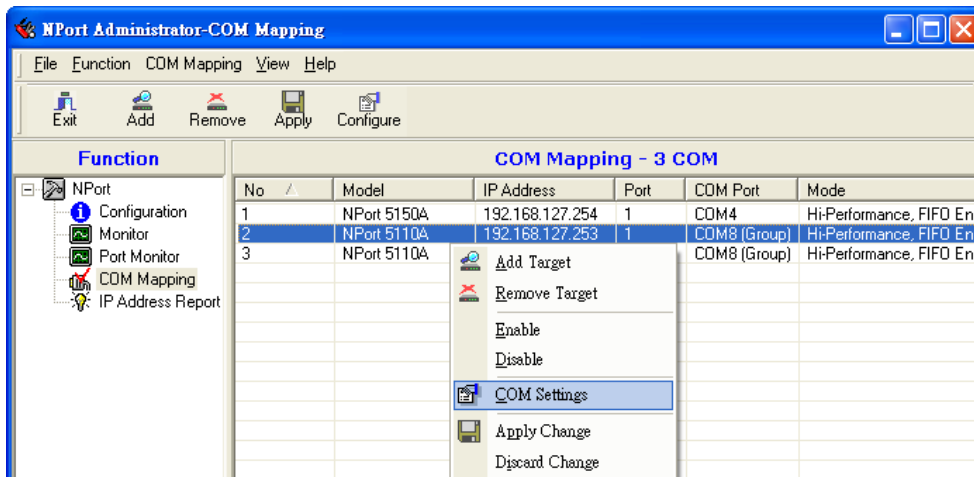 NPort Administrator-COM Mapping
File Function COM Mapping View Help
Exit Add Remove Apply Configure
Function
COM Mapping - 3 COM
NPort
Configuration
Monitor
Port Monitor
COM Mapping
IP Address Report
No Model IP Address Port COM Port Mode
1 NPort 5150A 192.168.127.254 1 COM4 Hi-Performance, FIFO En
2 NPort 5110A 192.168.127.253 1 COM8 (Group) Hi-Performance, FIFO En
3 NPort 5110A COM8 (Group) Hi-Performance, FIFO En
Add Target
Remove Target
Enable
Disable
COM Settings
Apply Change
Discard Change